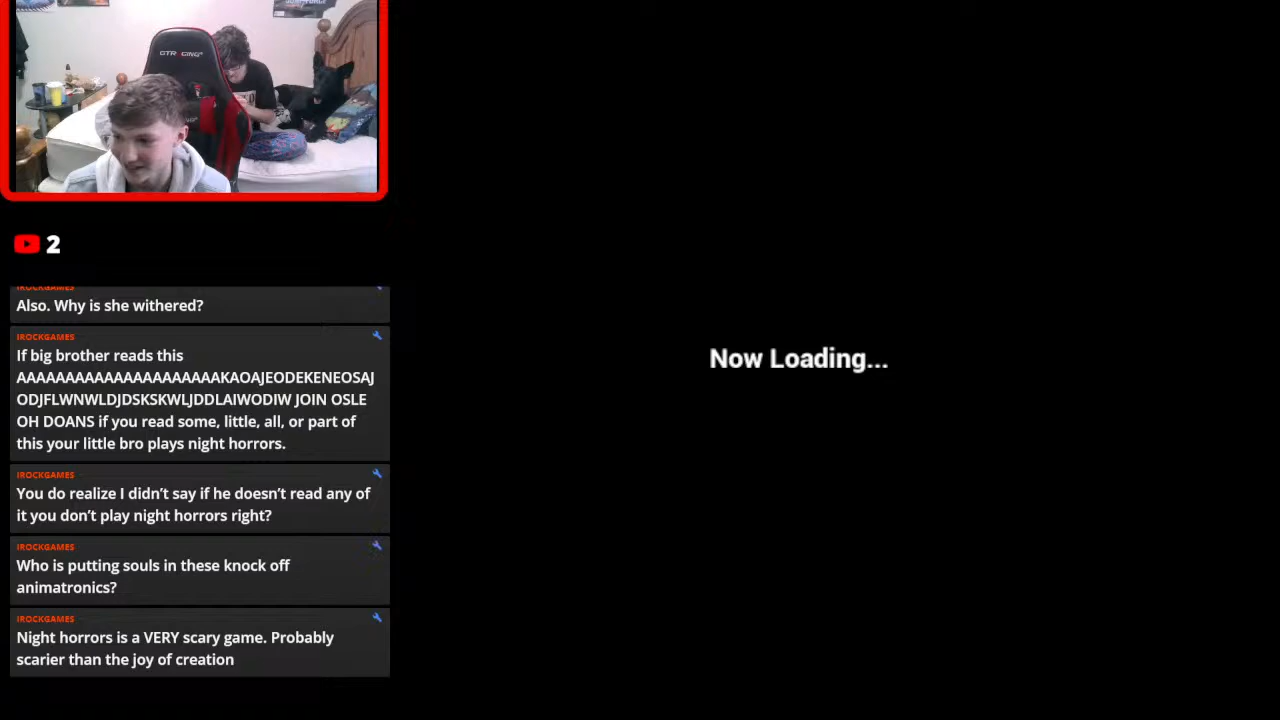 GTRACING
2
IROCKGAMES
Also. Why is she withered?
IROCKGAMES
If big brother reads this
AAAAAAAAAAAAAAAAAAAAAKAOAJEODEKENEOSAJ
ODJFLWNWLDJDSKSKWLJDDLAIWODIW JOIN OSLE
OH DOANS if you read some, little, all, or part of
this your little bro plays night horrors.
IROCKGAMES
You do realize I didn’t say if he doesn’t read any of
it you don’t play night horrors right?
IROCKGAMES
Who is putting souls in these knock off
animatronics?
IROCKGAMES
Night horrors is a VERY scary game. Probably
scarier than the joy of creation
Now Loading...